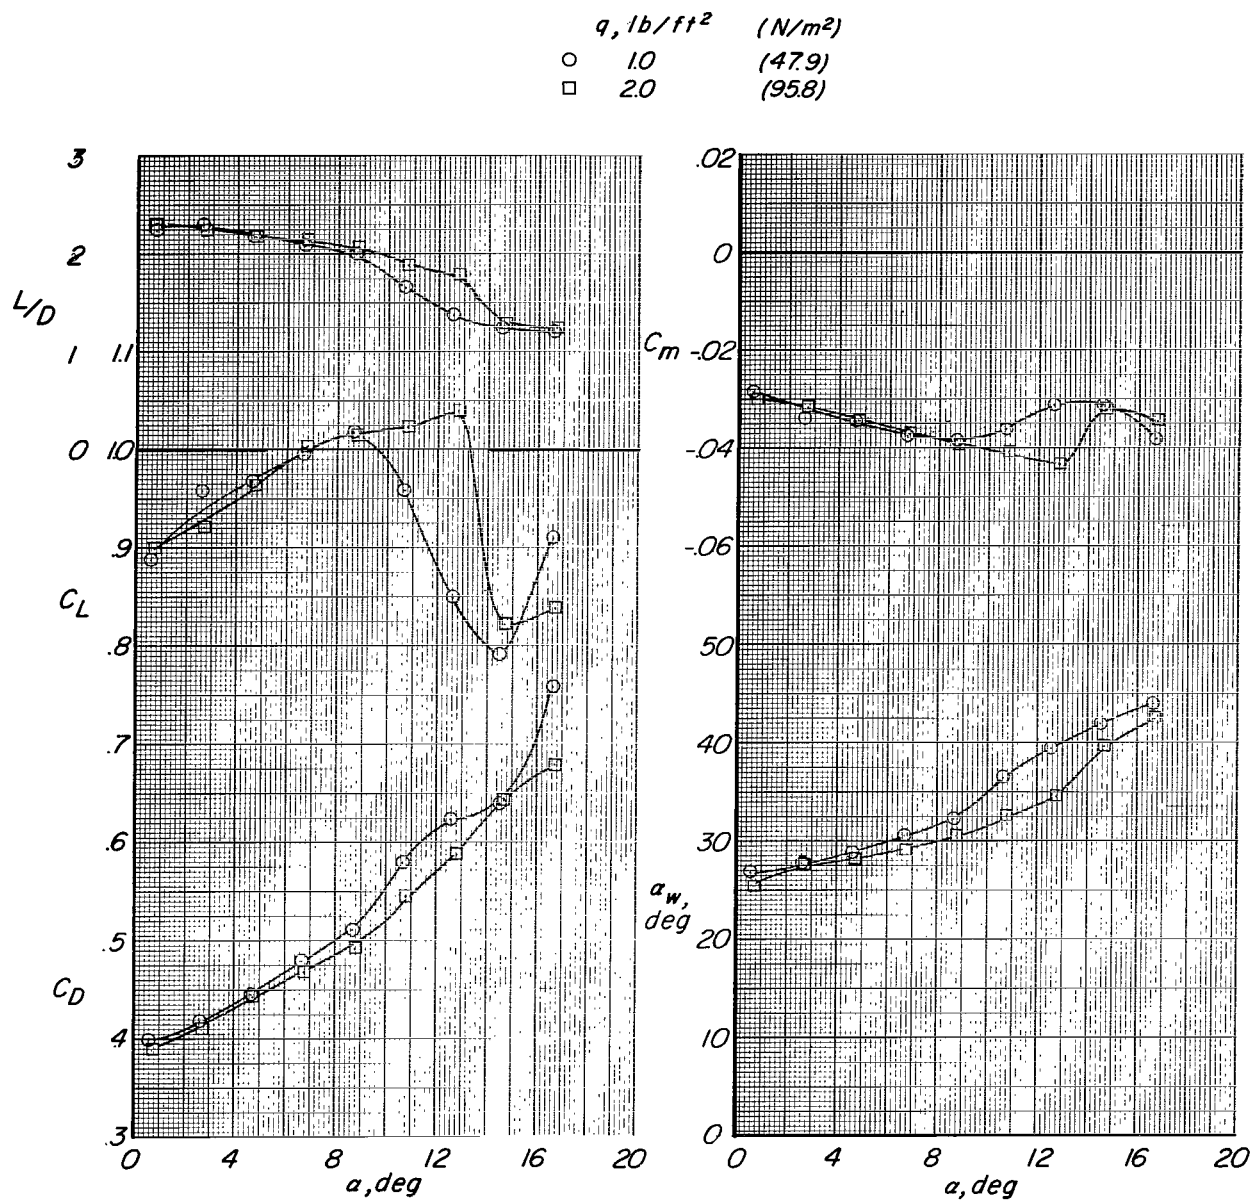 q, lb/ft² (N/m²)
1.0 (47.9)
2.0 (95.8)
3
2
L/D
1 1.1
0 1.0
.9
C_L
.8
.7
.6
.5
C_D
.4
.3
0 4 8 12 16 20
α, deg
.02
0
C_m -.02
-.04
-.06
50
40
30
α_w, deg
20
10
0
0 4 8 12 16 20
α, deg